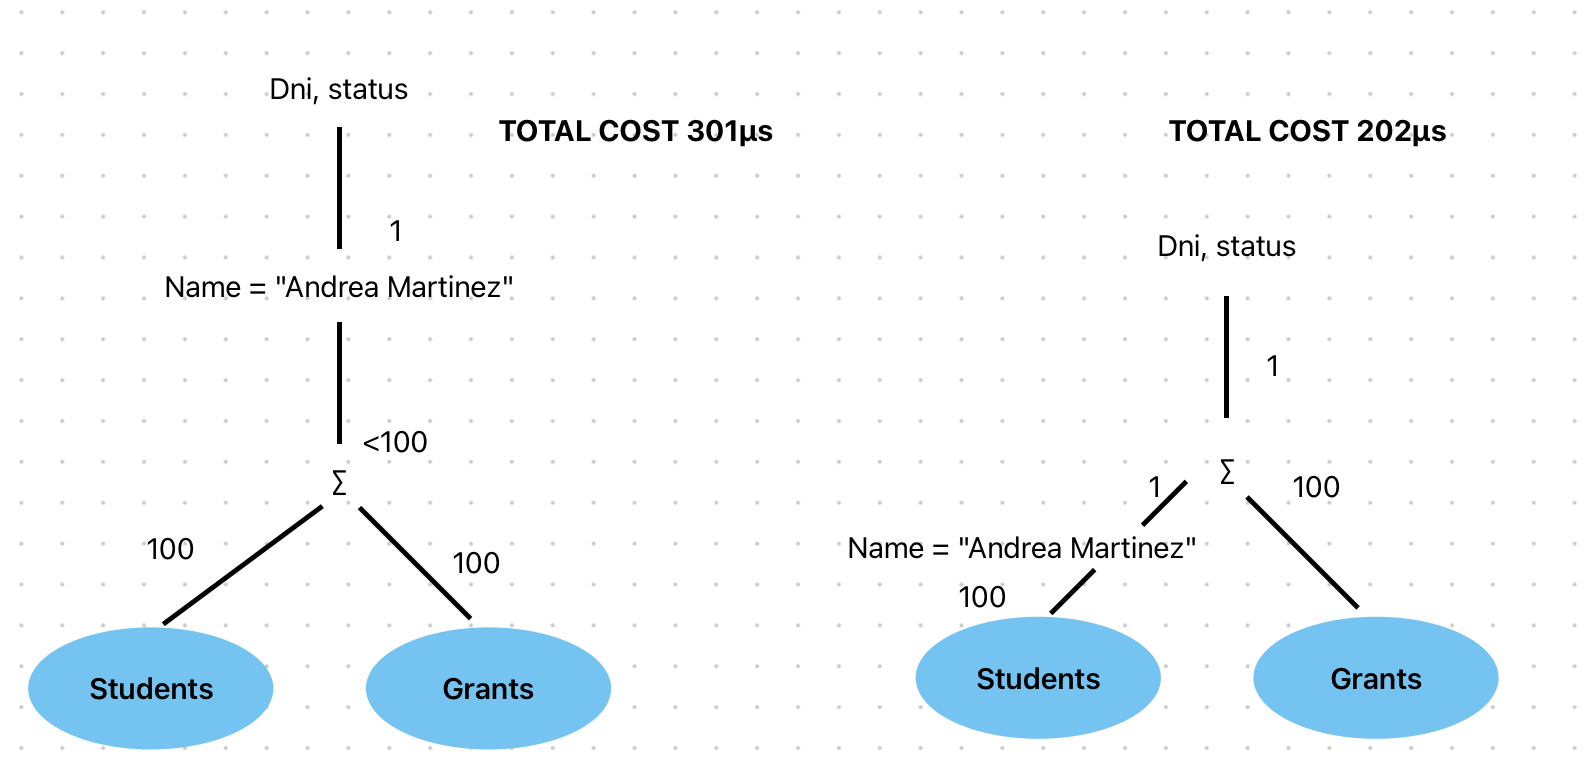 Dni, status
TOTAL COST 301µs
1
Name = "Andrea Martinez"
<100
∑
100
100
Students
Grants
TOTAL COST 202µs
Dni, status
1
∑
1
100
Name = "Andrea Martinez"
100
Students
Grants